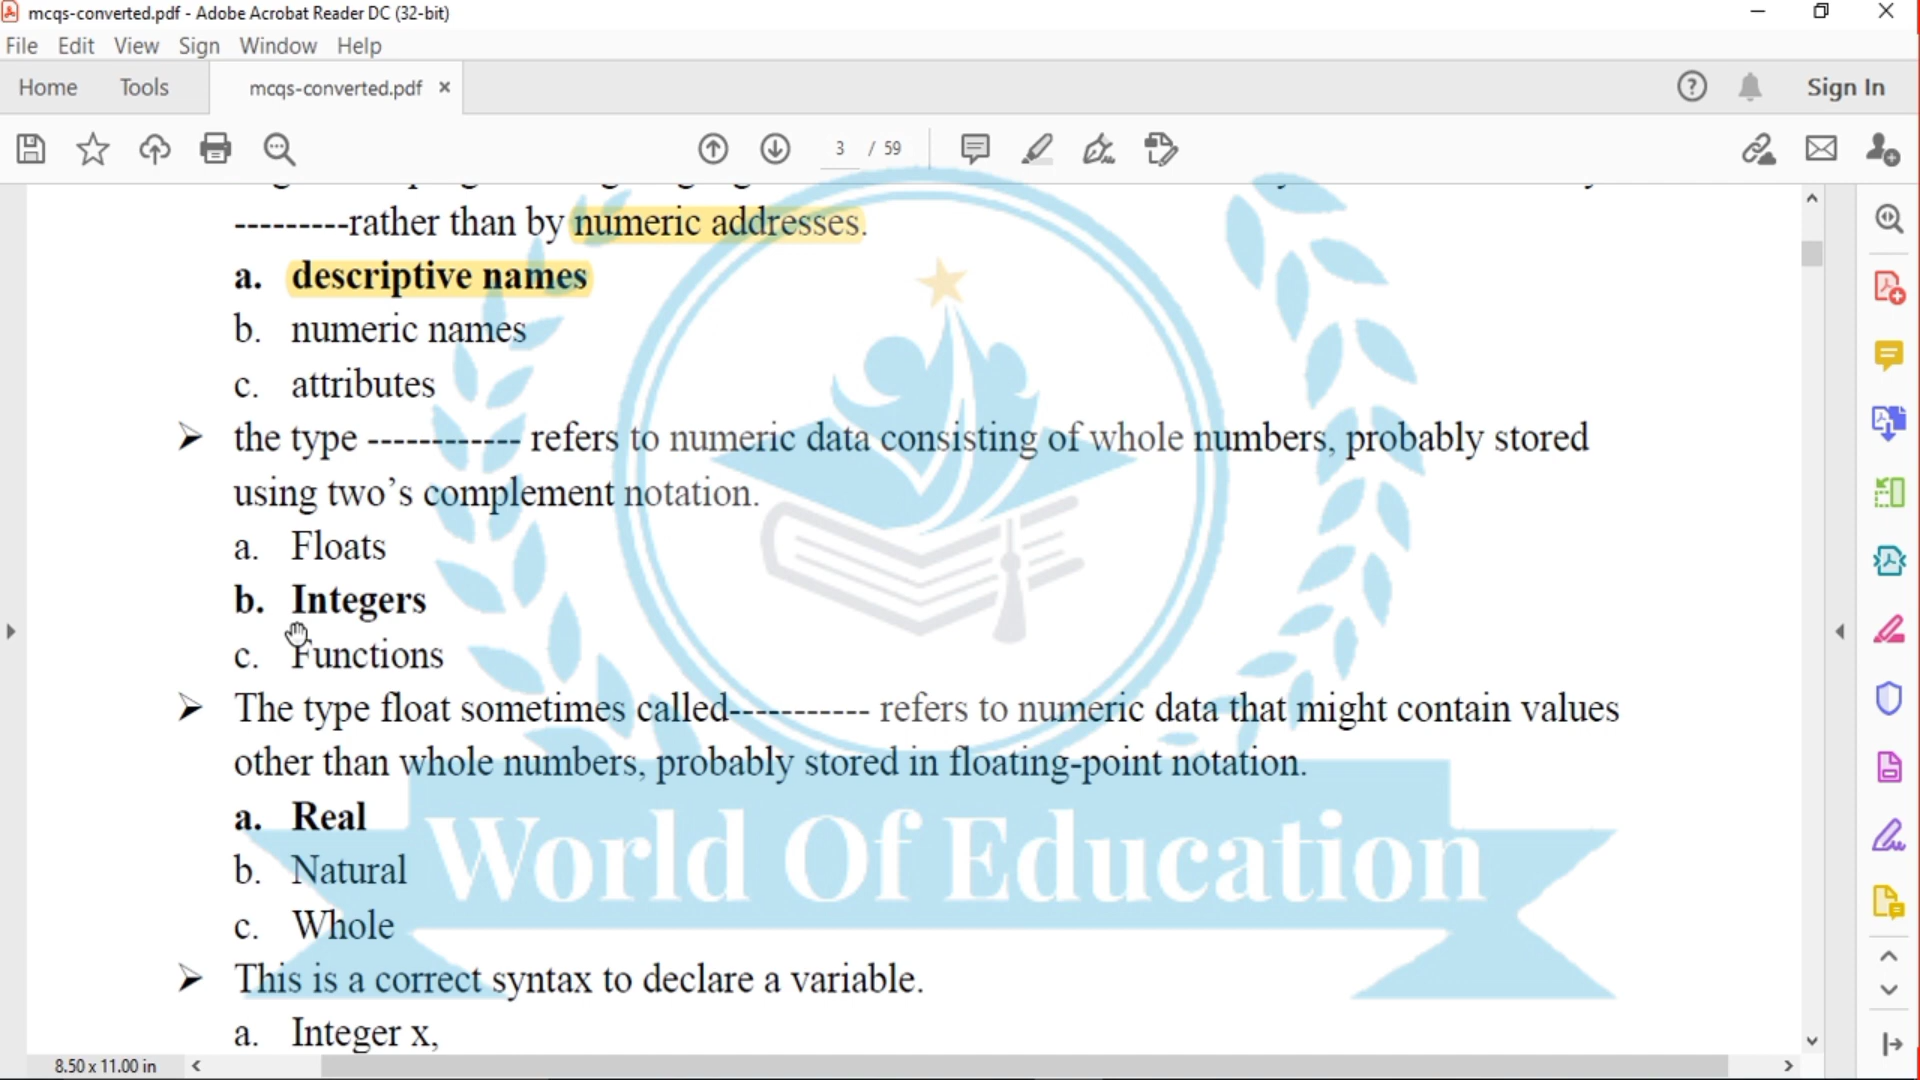 mcqs-converted.pdf - Adobe Acrobat Reader DC (32-bit)
File Edit View Sign Window Help
Home Tools mcqs-converted.pdf × Sign In
3 / 59
---------rather than by numeric addresses.
a. descriptive names
b. numeric names
c. attributes
➢ the type ------------ refers to numeric data consisting of whole numbers, probably stored
using two’s complement notation.
a. Floats
b. Integers
c. Functions
➢ The type float sometimes called----------- refers to numeric data that might contain values
other than whole numbers, probably stored in floating-point notation.
a. Real
b. Natural
c. Whole
World Of Education
➢ This is a correct syntax to declare a variable.
a. Integer x,
8.50 x 11.00 in